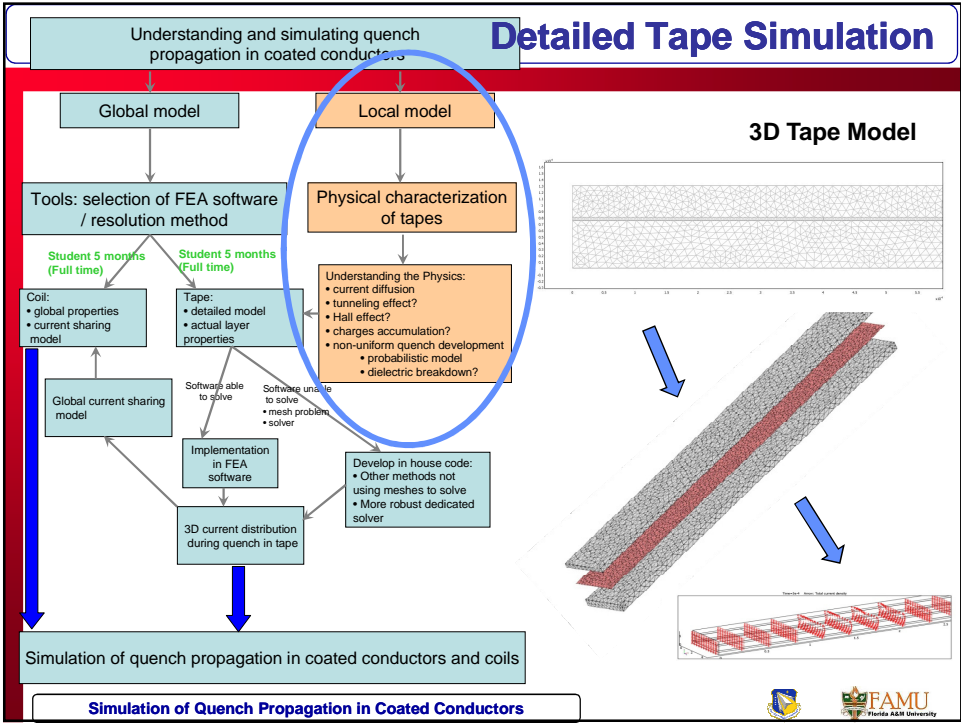 Detailed Tape Simulation
Understanding and simulating quench
propagation in coated conductors
Global model
Local model
3D Tape Model
Tools: selection of FEA software
/ resolution method
Physical characterization
of tapes
Student 5 months
(Full time)
Student 5 months
(Full time)
Understanding the Physics:
• current diffusion
• tunneling effect?
• Hall effect?
• charges accumulation?
• non-uniform quench development
• probabilistic model
• dielectric breakdown?
Coil:
• global properties
• current sharing
model
Tape:
• detailed model
• actual layer
properties
Global current sharing
model
Software able
to solve
Software unable
to solve
• mesh problem
• solver
Implementation
in FEA
software
Develop in house code:
• Other methods not
using meshes to solve
• More robust dedicated
solver
3D current distribution
during quench in tape
Simulation of quench propagation in coated conductors and coils
Simulation of Quench Propagation in Coated Conductors
FAMU
Florida A&M University